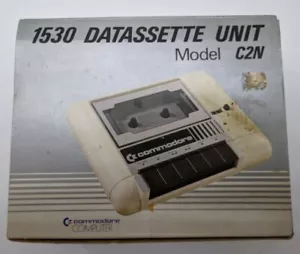 1530 DATASSETTE UNIT
Model C2N
commodore
commodore
COMPUTER